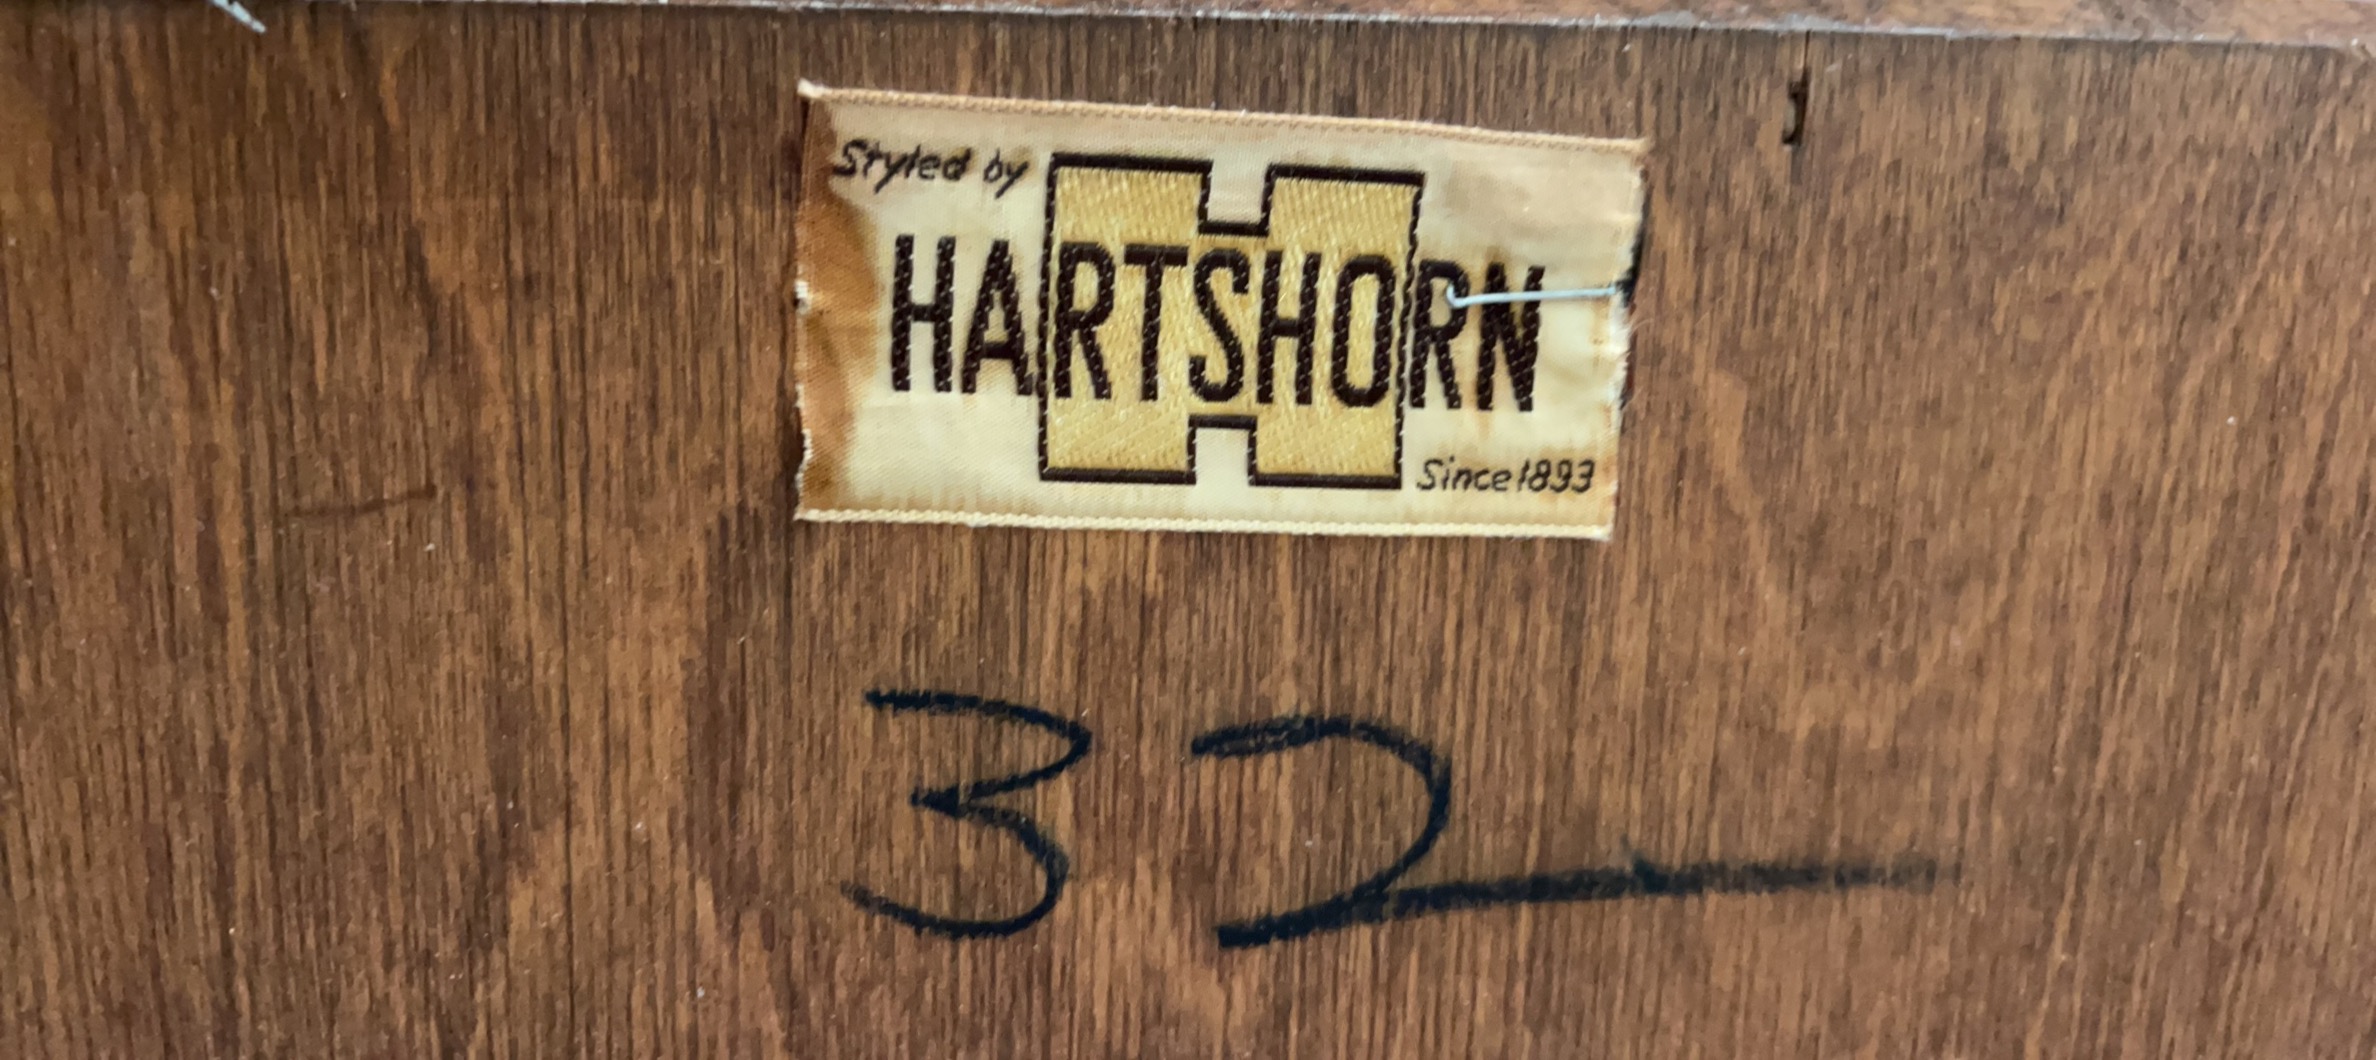 Styled by
HARTSHORN
Since 1893
32